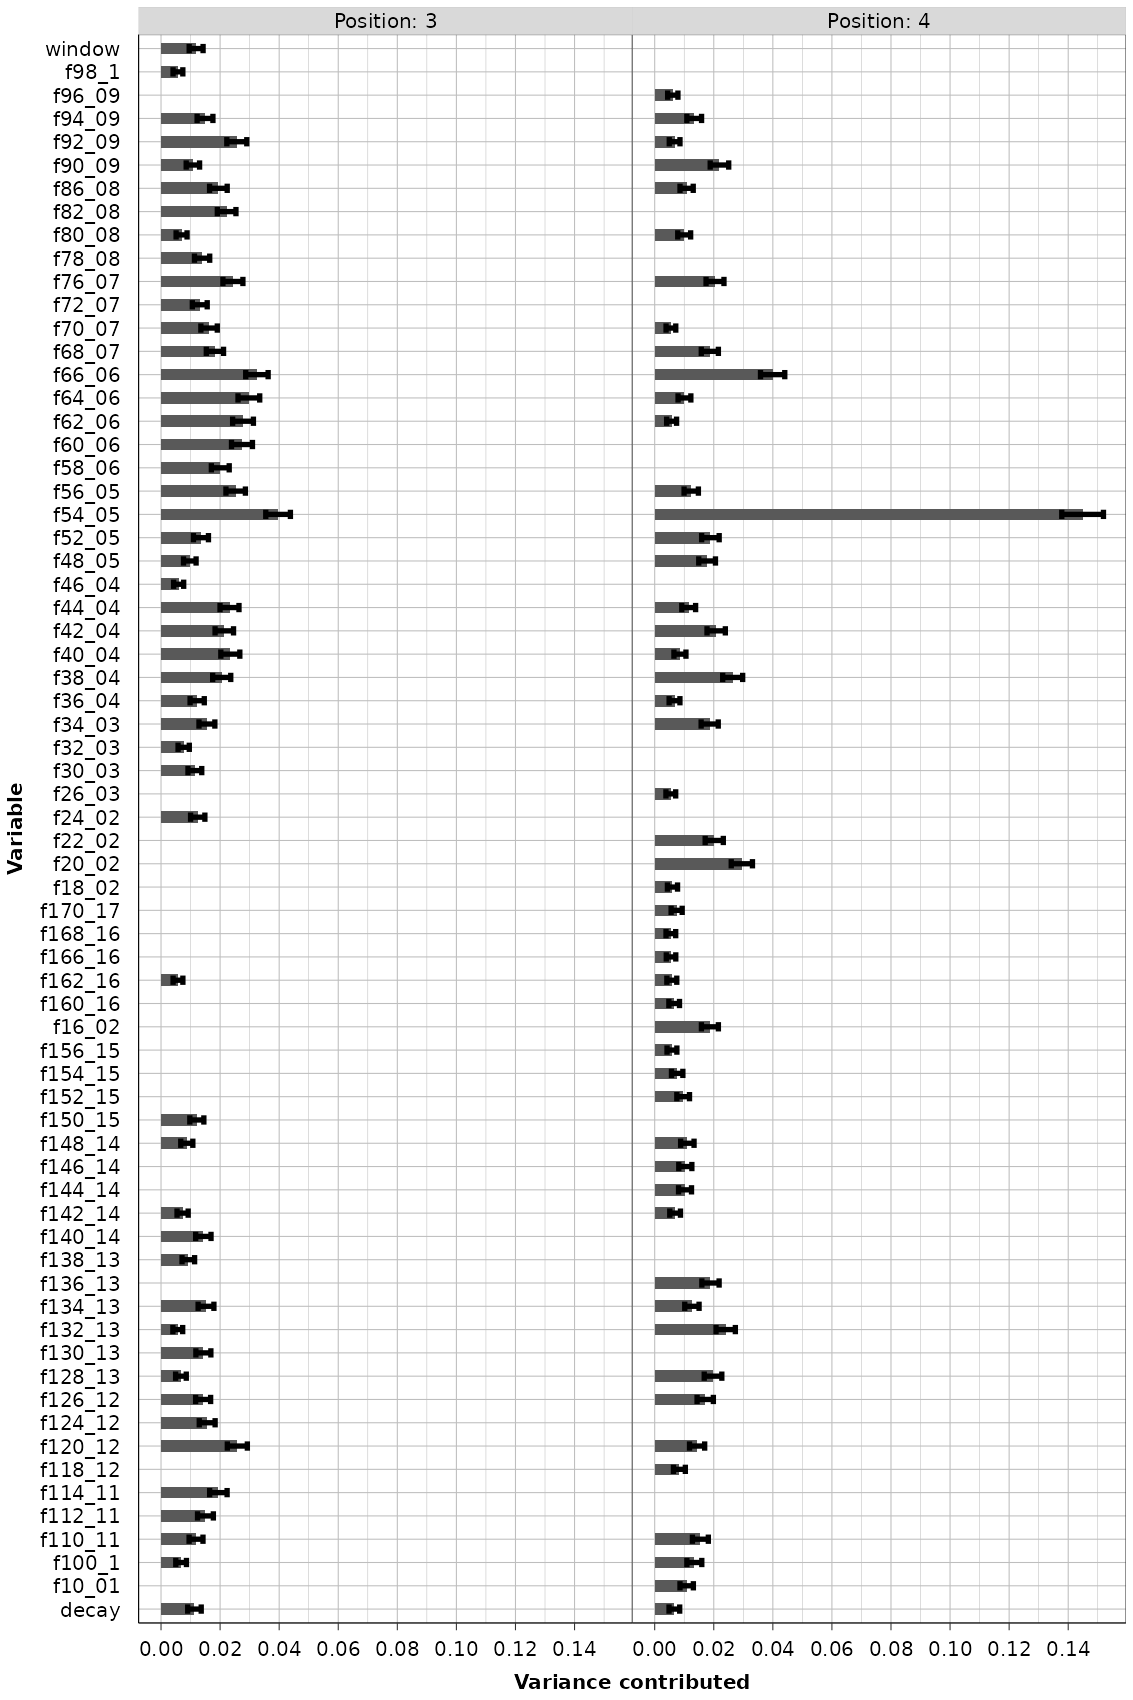 Position: 3
Position: 4
window
f98_1
f96_09
f94_09
f92_09
f90_09
f86_08
f82_08
f80_08
f78_08
f76_07
f72_07
f70_07
f68_07
f66_06
f64_06
f62_06
f60_06
f58_06
f56_05
f54_05
f52_05
f48_05
f46_04
f44_04
f42_04
f40_04
f38_04
f36_04
f34_03
f32_03
f30_03
f26_03
f24_02
f22_02
f20_02
f18_02
f170_17
f168_16
f166_16
f162_16
f160_16
f16_02
f156_15
f154_15
f152_15
f150_15
f148_14
f146_14
f144_14
f142_14
f140_14
f138_13
f136_13
f134_13
f132_13
f130_13
f128_13
f126_12
f124_12
f120_12
f118_12
f114_11
f112_11
f110_11
f100_1
f10_01
decay
Variable
0.00 0.02 0.04 0.06 0.08 0.10 0.12 0.14 0.00 0.02 0.04 0.06 0.08 0.10 0.12 0.14
Variance contributed